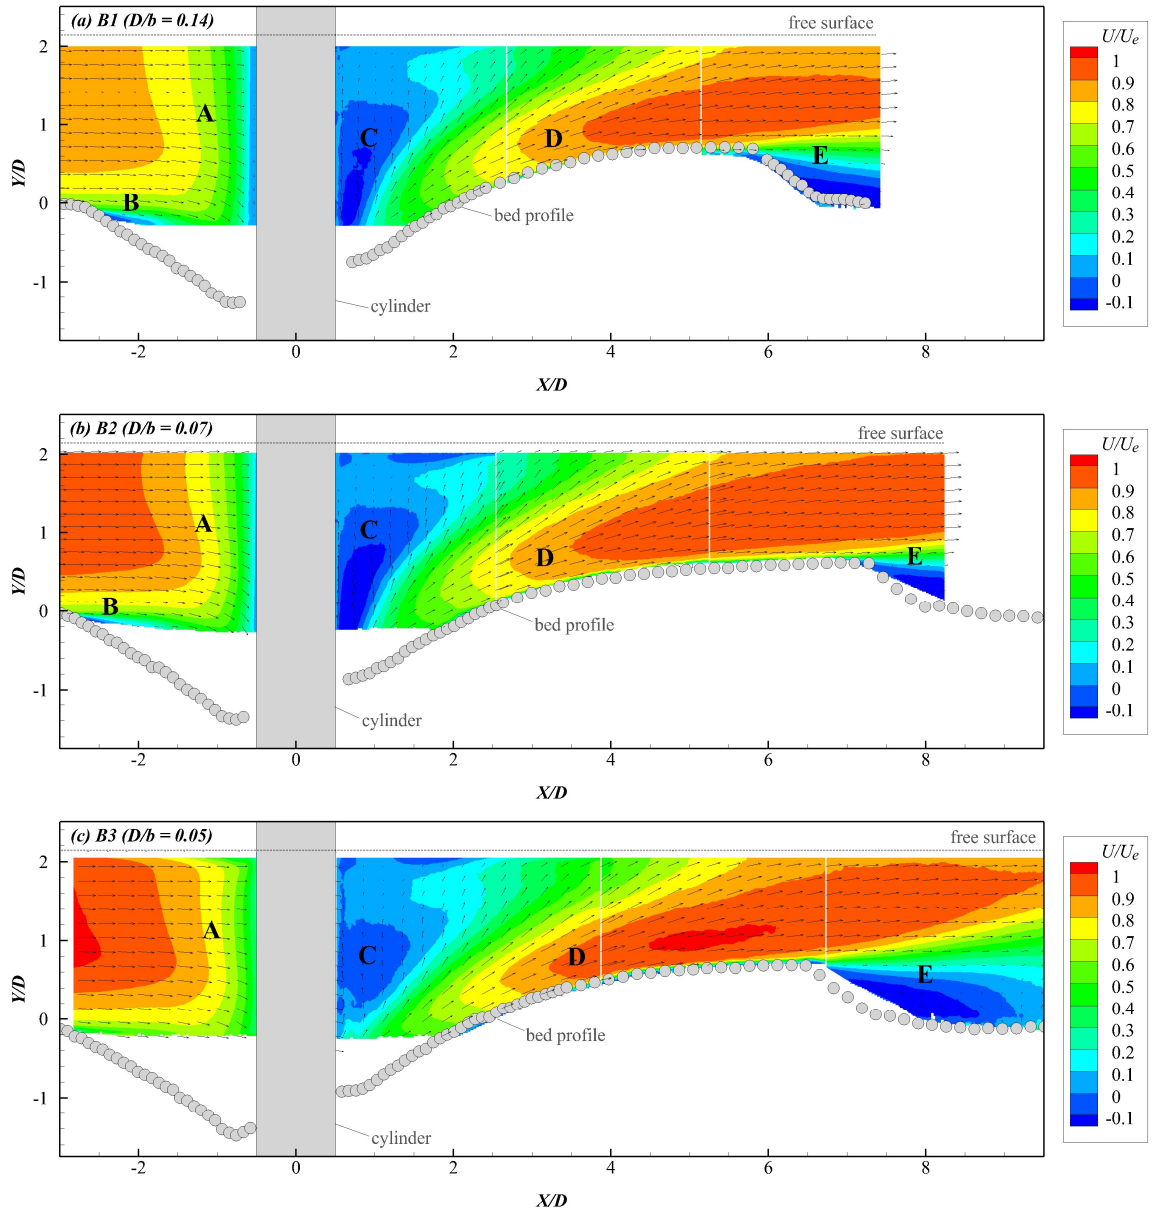 (a) B1 (D/b = 0.14)
free surface
U/Ue
1
0.9
0.8
0.7
0.6
0.5
0.4
0.3
0.2
0.1
0
-0.1
2
1
0
-1
Y/D
A
B
C
D
E
bed profile
cylinder
-2 0 2 4 6 8
X/D
(b) B2 (D/b = 0.07)
free surface
U/Ue
1
0.9
0.8
0.7
0.6
0.5
0.4
0.3
0.2
0.1
0
-0.1
2
1
0
-1
Y/D
A
B
C
D
E
bed profile
cylinder
-2 0 2 4 6 8
X/D
(c) B3 (D/b = 0.05)
free surface
U/Ue
1
0.9
0.8
0.7
0.6
0.5
0.4
0.3
0.2
0.1
0
-0.1
2
1
0
-1
Y/D
A
C
D
E
bed profile
cylinder
-2 0 2 4 6 8
X/D